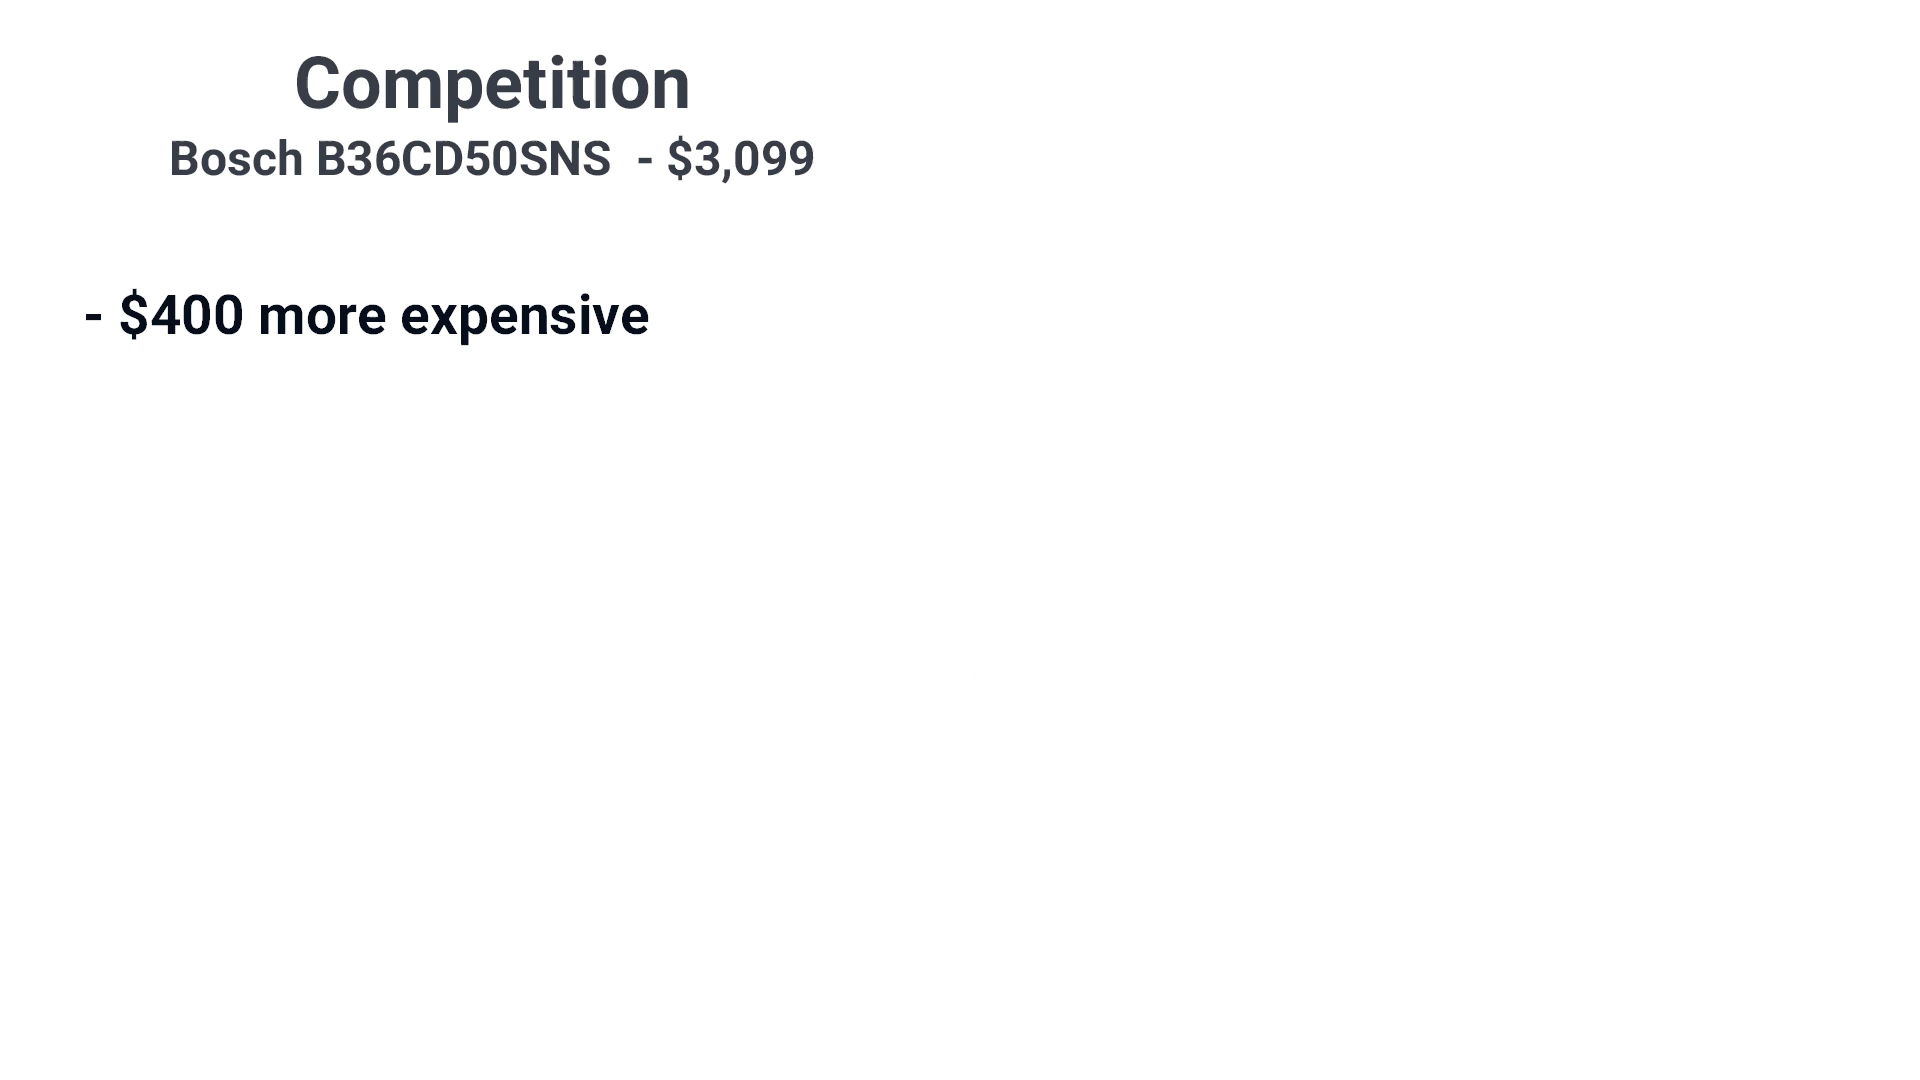 Competition
Bosch B36CD50SNS - $3,099
- $400 more expensive